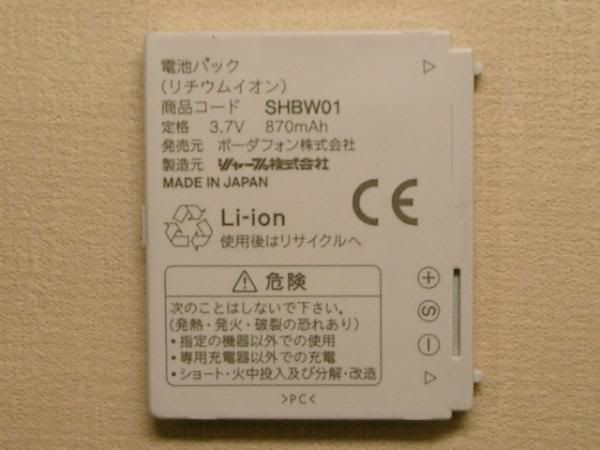 電池パック
(リチウムイオン)
商品コード SHBW01
定格 3.7V 870mAh
発売元 ボーダフォン株式会社
製造元 シャープ株式会社
MADE IN JAPAN
CE
Li-ion
使用後はリサイクルへ
⚠ 危険
次のことはしないで下さい。
(発熱・発火・破裂の恐れあり)
・指定の機器以外での使用
・専用充電器以外での充電
・ショート・火中投入及び分解・改造
>PC<
+
S
−